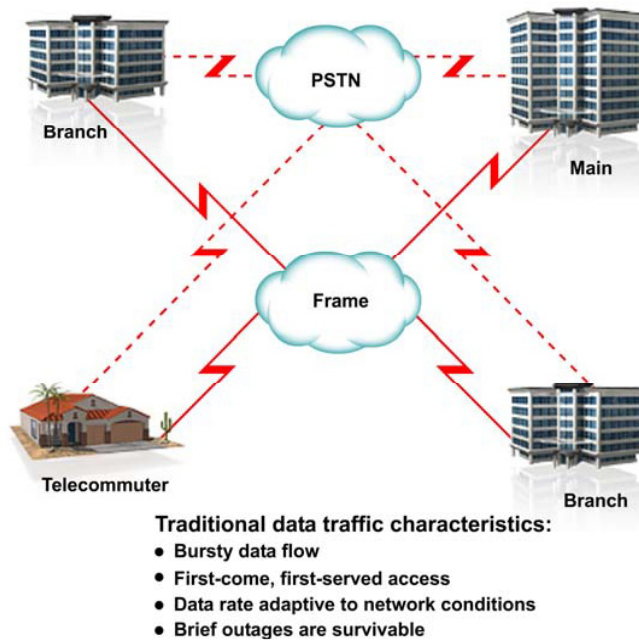 PSTN
Branch
Main
Frame
Telecommuter
Branch
Traditional data traffic characteristics:
● Bursty data flow
● First-come, first-served access
● Data rate adaptive to network conditions
● Brief outages are survivable